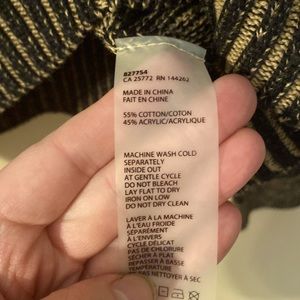 827754
CA 25772 RN 144262
MADE IN CHINA
FAIT EN CHINE
55% COTTON/COTON
45% ACRYLIC/ACRYLIQUE
MACHINE WASH COLD
SEPARATELY
INSIDE OUT
AT GENTLE CYCLE
DO NOT BLEACH
LAY FLAT TO DRY
IRON ON LOW
DO NOT DRY CLEAN
LAVER À LA MACHINE
À L'EAU FROIDE
SÉPARÉMENT
À L'ENVERS
CYCLE DÉLICAT
PAS DE CHLORURE
SÉCHER À PLAT
REPASSER À BASSE
TEMPÉRATURE
PAS NETTOYER À SEC